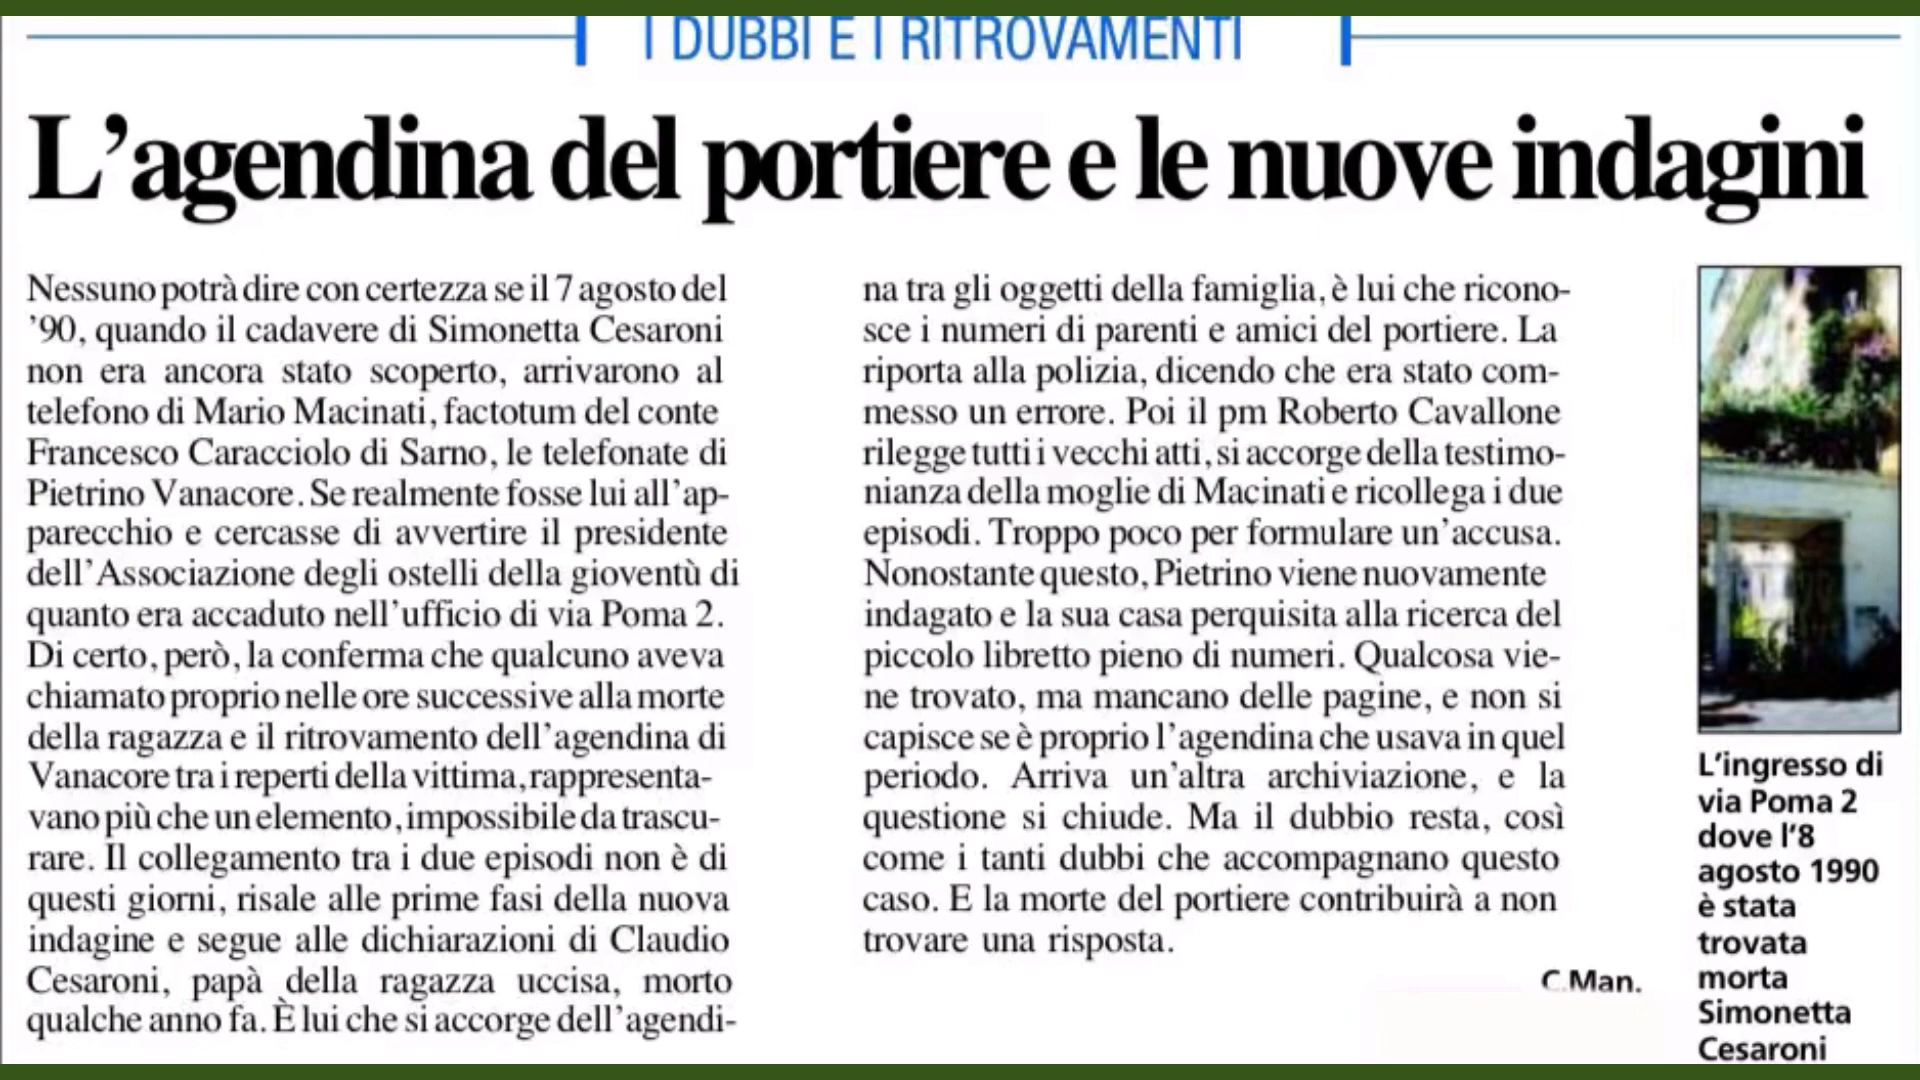 I DUBBI E I RITROVAMENTI
L'agendina del portiere e le nuove indagini
Nessuno potrà dire con certezza se il 7 agosto del
'90, quando il cadavere di Simonetta Cesaroni
non era ancora stato scoperto, arrivarono al
telefono di Mario Macinati, factotum del conte
Francesco Caracciolo di Sarno, le telefonate di
Pietrino Vanacore. Se realmente fosse lui all'ap-
parecchio e cercasse di avvertire il presidente
dell'Associazione degli ostelli della gioventù di
quanto era accaduto nell'ufficio di via Poma 2.
Di certo, però, la conferma che qualcuno aveva
chiamato proprio nelle ore successive alla morte
della ragazza e il ritrovamento dell'agendina di
Vanacore tra i reperti della vittima, rappresenta-
vano più che un elemento, impossibile da trascu-
rare. Il collegamento tra i due episodi non è di
questi giorni, risale alle prime fasi della nuova
indagine e segue alle dichiarazioni di Claudio
Cesaroni, papà della ragazza uccisa, morto
qualche anno fa. È lui che si accorge dell'agendi-
na tra gli oggetti della famiglia, è lui che ricono-
sce i numeri di parenti e amici del portiere. La
riporta alla polizia, dicendo che era stato com-
messo un errore. Poi il pm Roberto Cavallone
rilegge tutti i vecchi atti, si accorge della testimo-
nianza della moglie di Macinati e ricollega i due
episodi. Troppo poco per formulare un'accusa.
Nonostante questo, Pietrino viene nuovamente
indagato e la sua casa perquisita alla ricerca del
piccolo libretto pieno di numeri. Qualcosa vie-
ne trovato, ma mancano delle pagine, e non si
capisce se è proprio l'agendina che usava in quel
periodo. Arriva un'altra archiviazione, e la
questione si chiude. Ma il dubbio resta, così
come i tanti dubbi che accompagnano questo
caso. E la morte del portiere contribuirà a non
trovare una risposta.
C.Man.
L'ingresso di
via Poma 2
dove l'8
agosto 1990
è stata
trovata
morta
Simonetta
Cesaroni